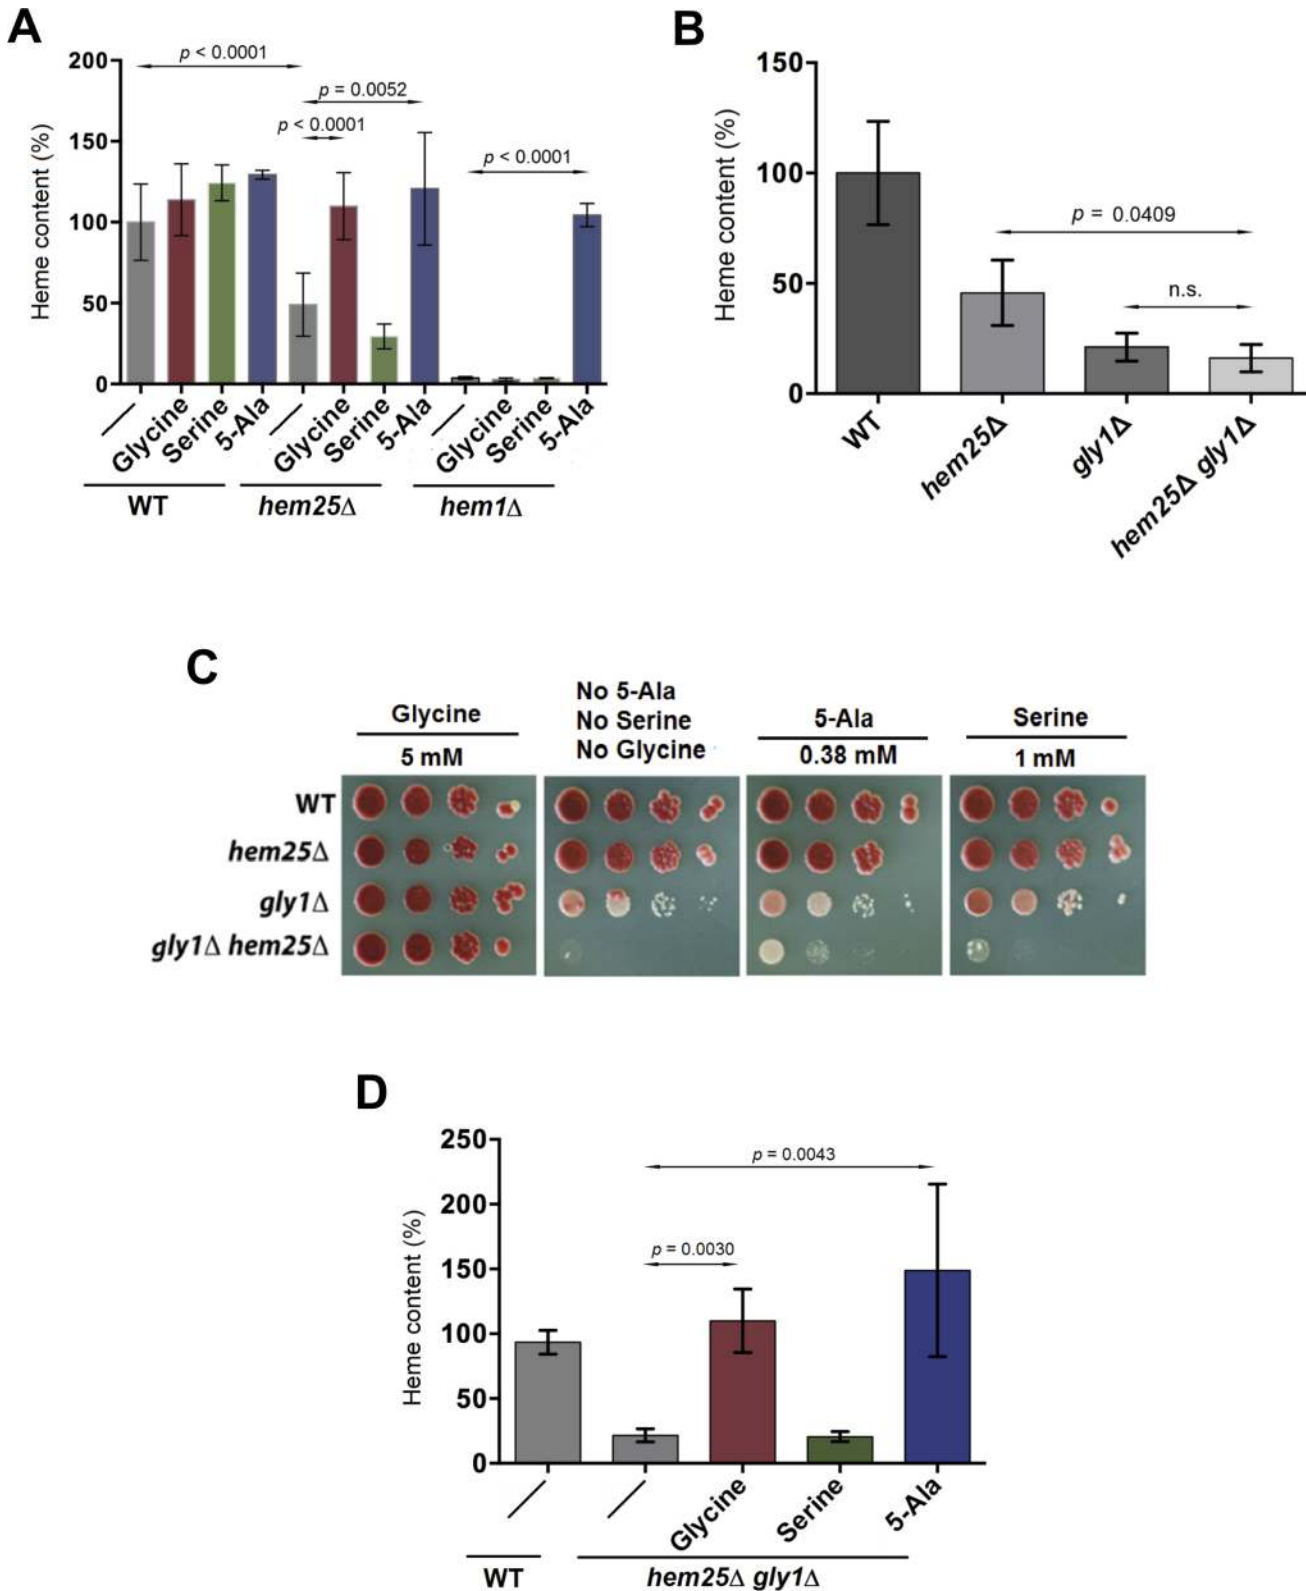 A
200
150
100
50
0
Heme content (%)
p < 0.0001
p = 0.0052
p < 0.0001
p < 0.0001
Glycine
Serine
5-Ala
Glycine
Serine
5-Ala
Glycine
Serine
5-Ala
WT
hem25Δ
hem1Δ
B
150
100
50
0
Heme content (%)
p = 0.0409
n.s.
WT
hem25Δ
gly1Δ
hem25Δ gly1Δ
C
Glycine
5 mM
No 5-Ala
No Serine
No Glycine
5-Ala
0.38 mM
Serine
1 mM
WT
hem25Δ
gly1Δ
gly1Δ hem25Δ
D
250
200
150
100
50
0
Heme content (%)
p = 0.0043
p = 0.0030
Glycine
Serine
5-Ala
WT
hem25Δ gly1Δ